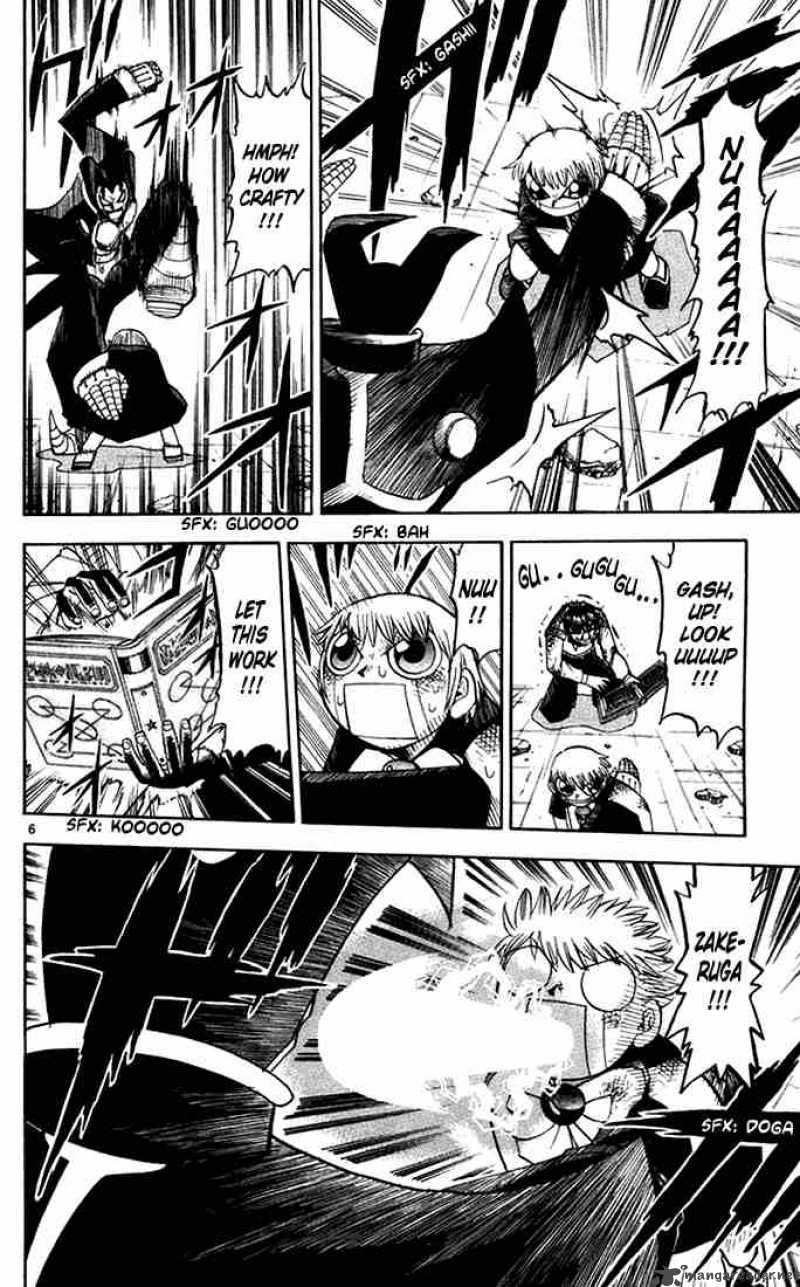 SFX: GASHII
NUAAAAAAA!!!
SFX: BAH
HMPH!
HOW
CRAFTY
!!!
SFX: GUOOOO
GASH,
UP!
LOOK
UUUUP
!!!
GU.. GUGU
GU...
NUU
!!
LET
THIS
WORK
!!!
SFX: KOOOOO
6
ZAKE-
RUGA
!!!
SFX: DOGA